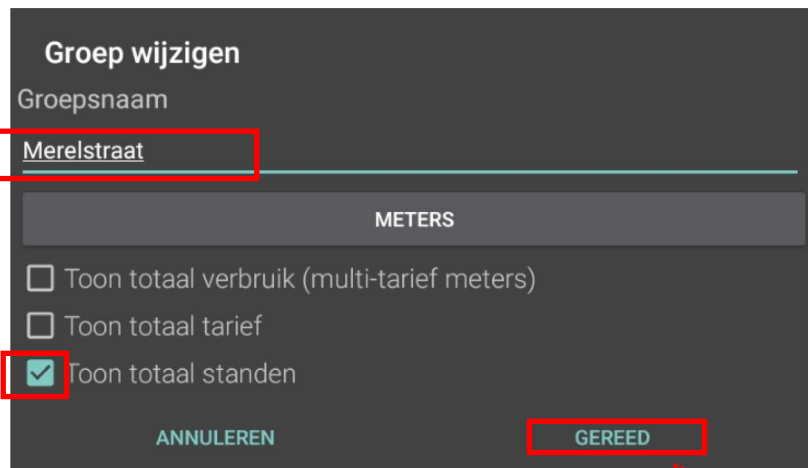 Groep wijzigen
Groepsnaam
Merelstraat
METERS
Toon totaal verbruik (multi-tarief meters)
Toon totaal tarief
Toon totaal standen
ANNULEREN GEREED